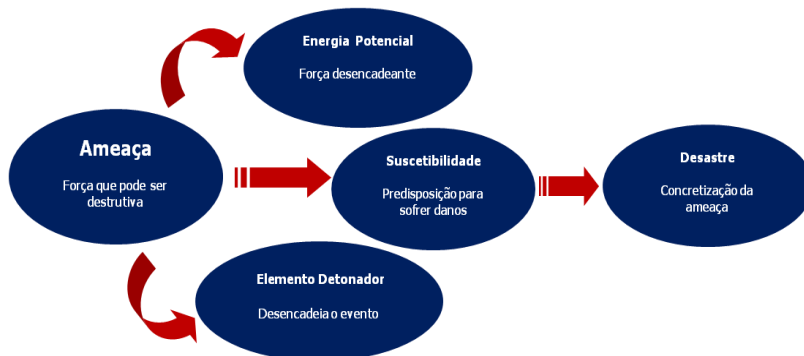 Energia Potencial
Força desencadeante
Ameaça
Força que pode ser
destrutiva
Suscetibilidade
Predisposição para
sofrer danos
Desastre
Concretização da
ameaça
Elemento Detonador
Desencadeia o evento